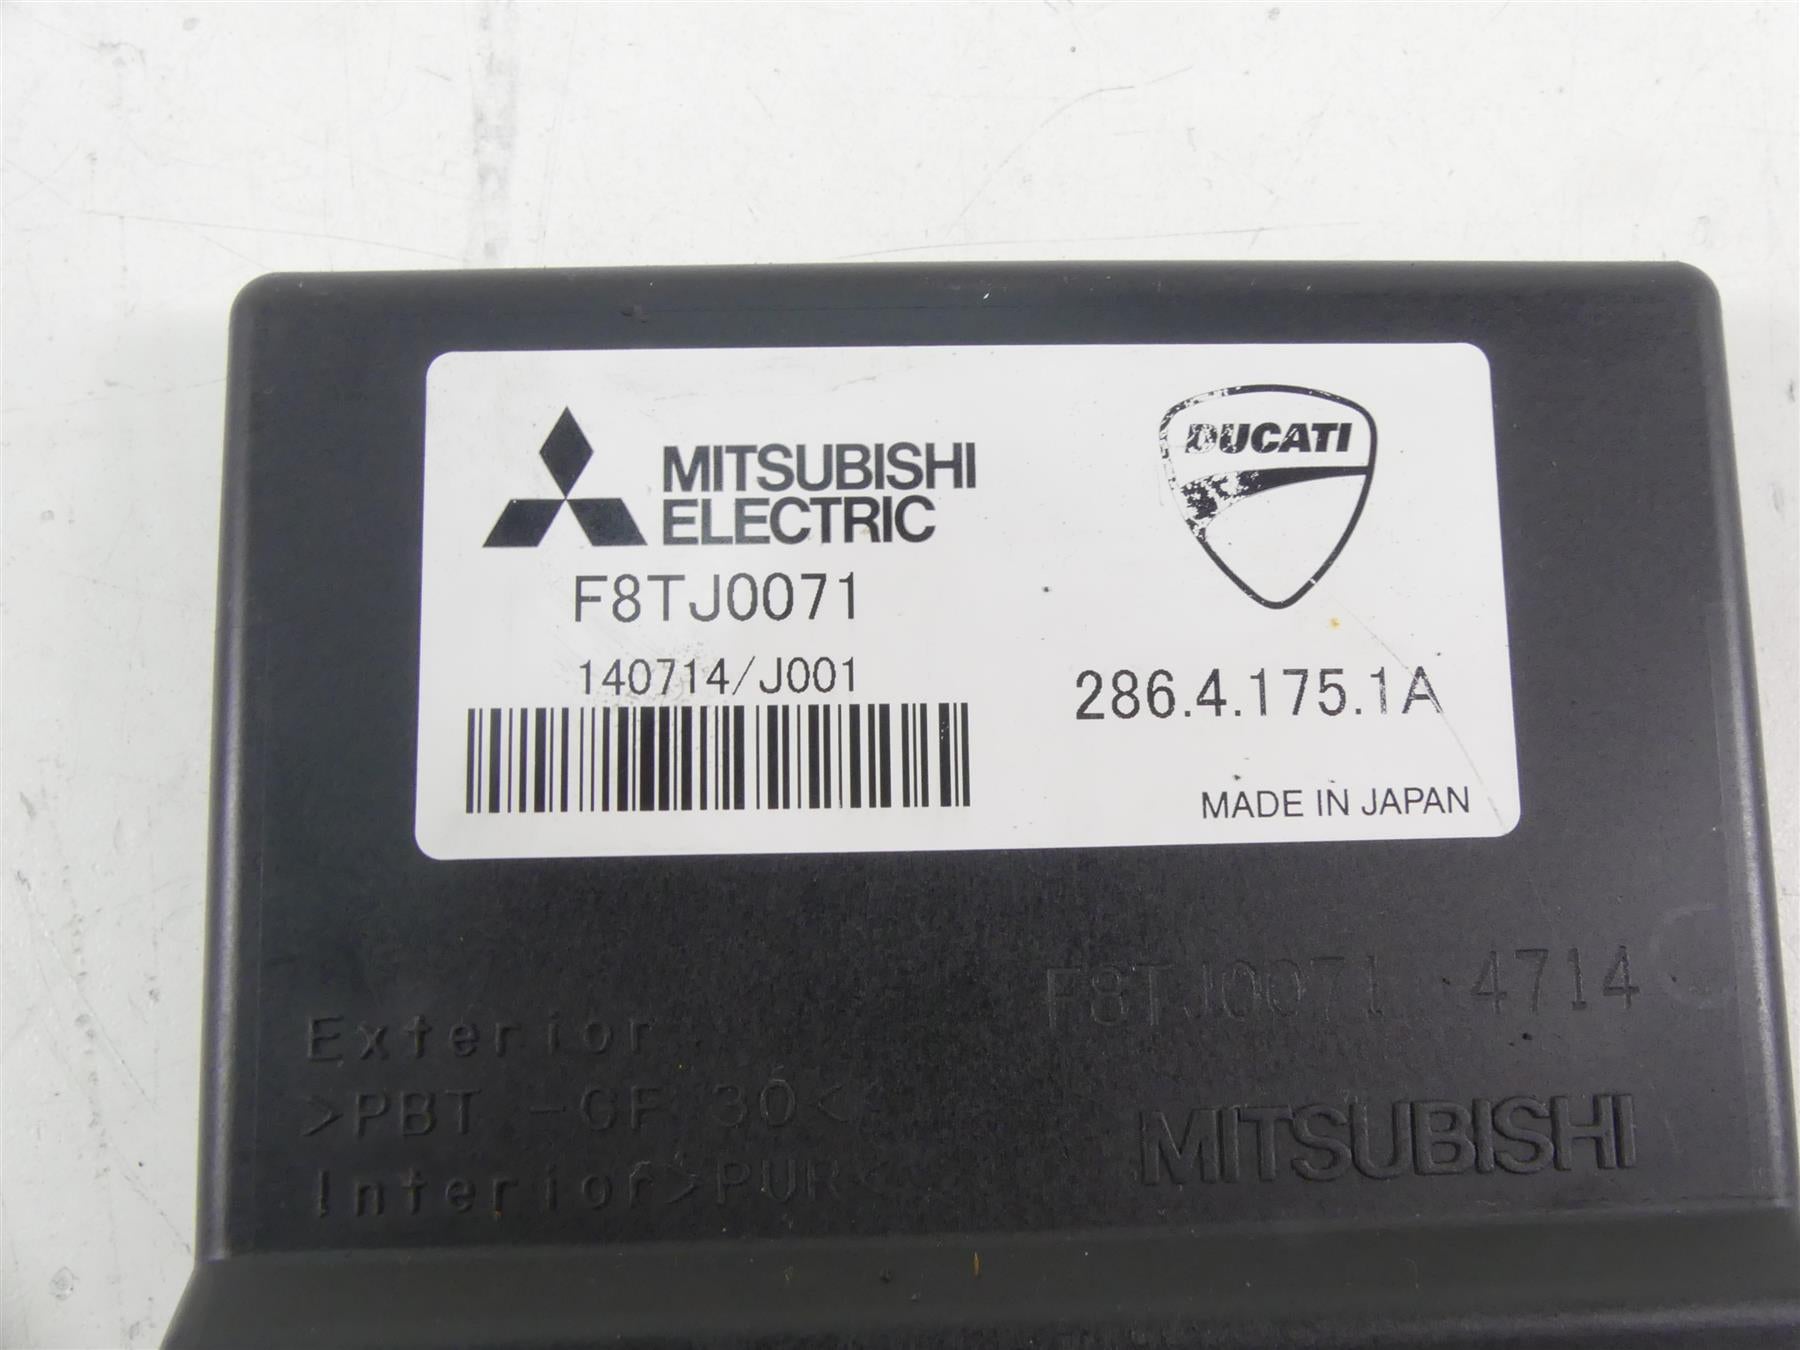 MITSUBISHI
ELECTRIC
DUCATI
F8TJ0071
140714/J001
286.4.175.1A
MADE IN JAPAN
F8TJ0071 4714
Exterior
>PBT -GF 30<
Interior>PUR<
MITSUBISHI